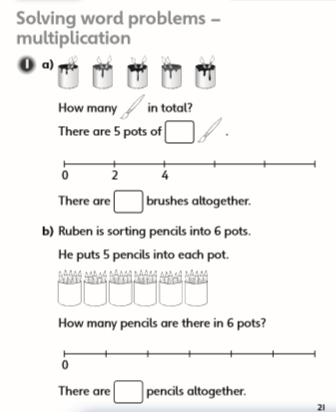 Solving word problems –
multiplication
1 a)
How many in total?
There are 5 pots of .
0 2 4
There are brushes altogether.
b) Ruben is sorting pencils into 6 pots.
He puts 5 pencils into each pot.
How many pencils are there in 6 pots?
0
There are pencils altogether.
21